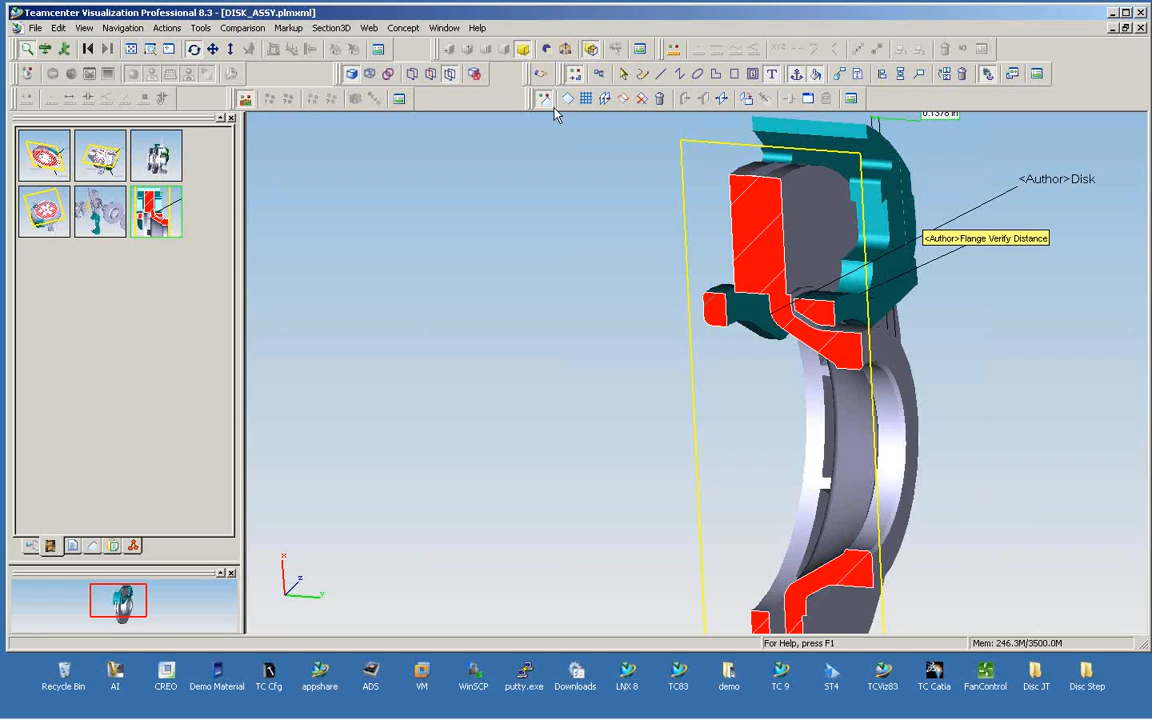 Teamcenter Visualization Professional 8.3 - [DISK_ASSY.plmxml]
File Edit View Navigation Actions Tools Comparison Markup Section3D Web Concept Window Help
0.1378 in
<Author>Disk
<Author>Flange Verify Distance
X
Z
Y
For Help, press F1
Mem: 246.3M/3500.0M
Recycle Bin AI CREO Demo Material TC Cfg appshare ADS VM WinSCP putty.exe Downloads LNX 8 TC83 demo TC 9 ST4 TCViz83 TC Catia FanControl Disc JT Disc Step